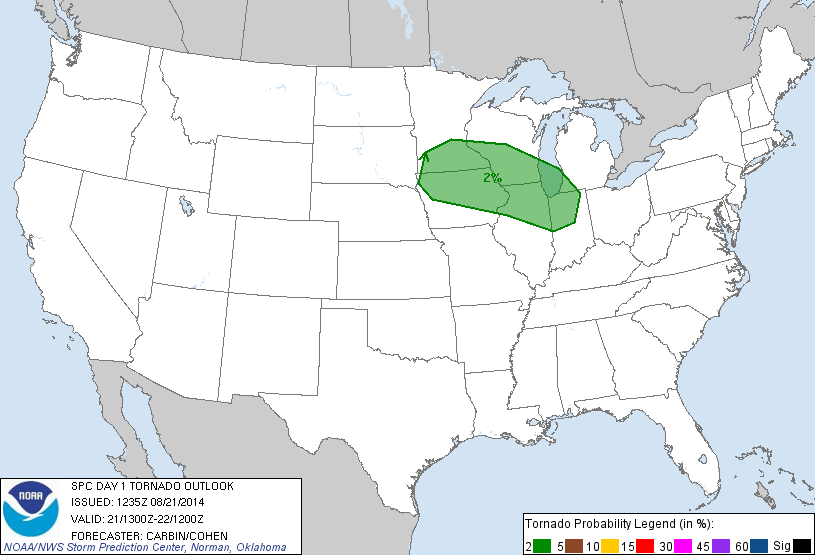 2%
NOAA
SPC DAY 1 TORNADO OUTLOOK
ISSUED: 1235Z 08/21/2014
VALID: 21/1300Z-22/1200Z
FORECASTER: CARBIN/COHEN
NOAA/NWS Storm Prediction Center, Norman, Oklahoma
Tornado Probability Legend (in %):
2 5 10 15 30 45 60 Sig